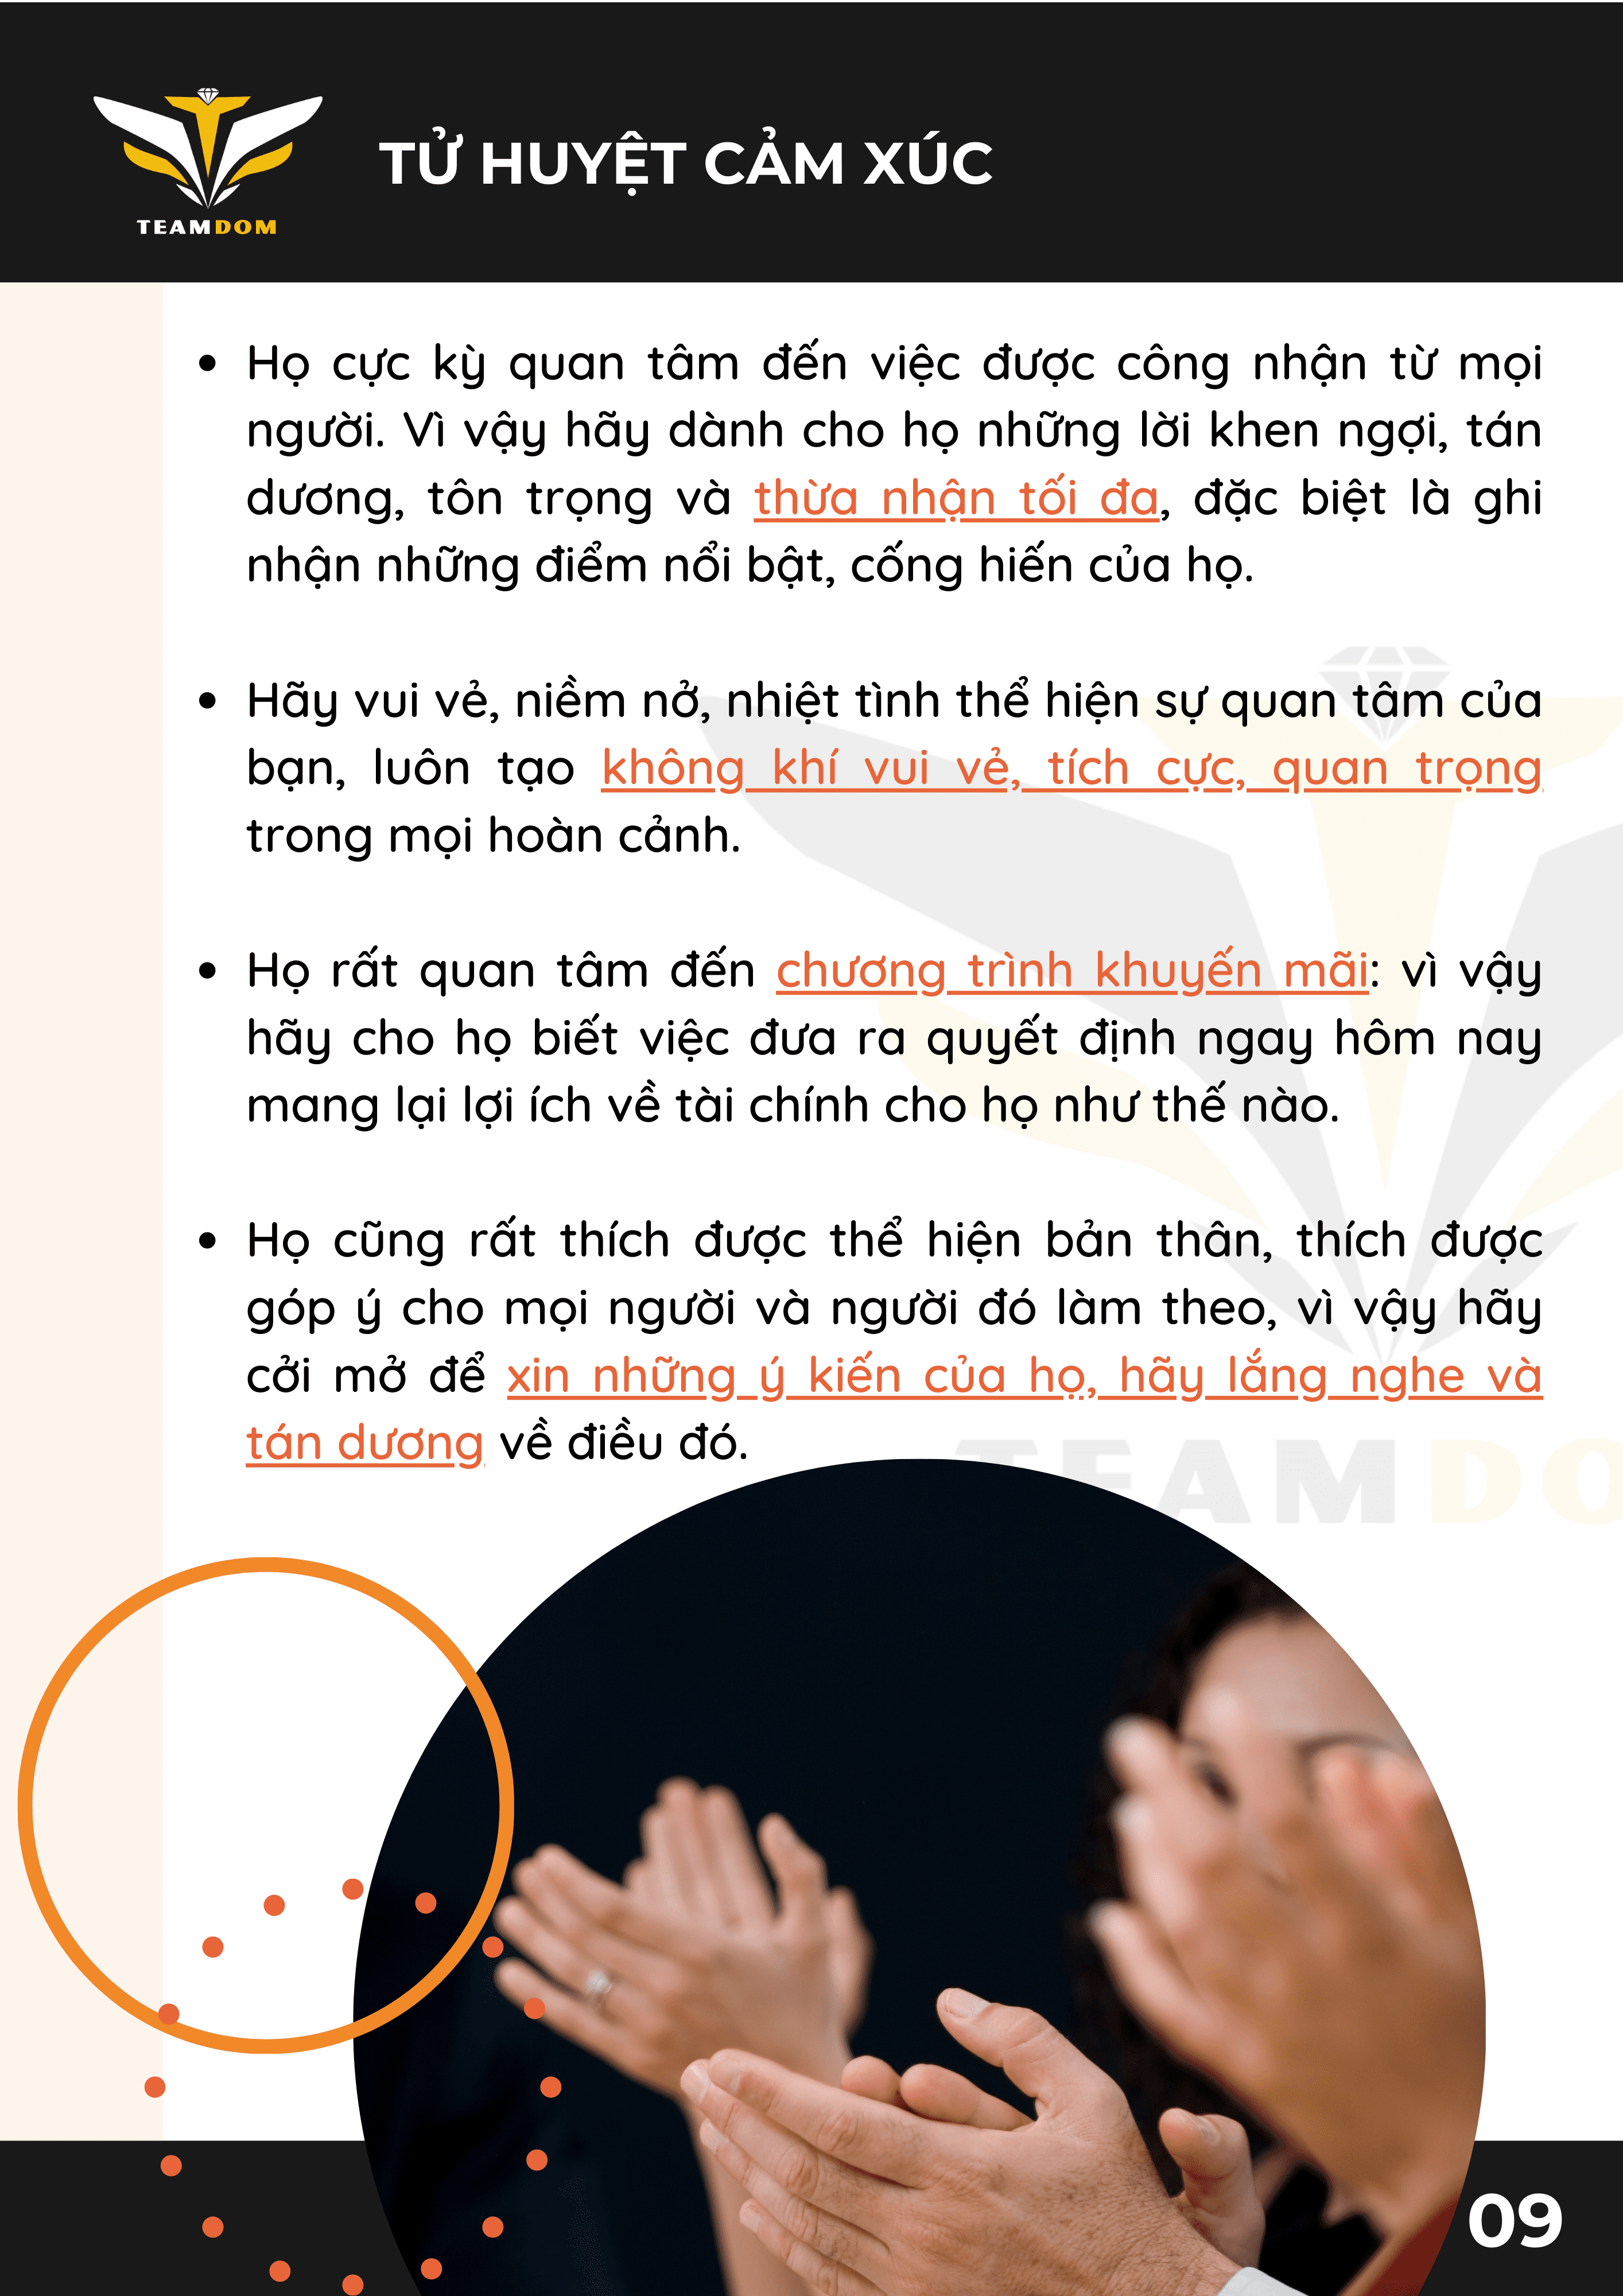 TEAMDOM
TỬ HUYỆT CẢM XÚC
• Họ cực kỳ quan tâm đến việc được công nhận từ mọi
người. Vì vậy hãy dành cho họ những lời khen ngợi, tán
dương, tôn trọng và thừa nhận tối đa, đặc biệt là ghi
nhận những điểm nổi bật, cống hiến của họ.
• Hãy vui vẻ, niềm nở, nhiệt tình thể hiện sự quan tâm của
bạn, luôn tạo không khí vui vẻ, tích cực, quan trọng
trong mọi hoàn cảnh.
• Họ rất quan tâm đến chương trình khuyến mãi: vì vậy
hãy cho họ biết việc đưa ra quyết định ngay hôm nay
mang lại lợi ích về tài chính cho họ như thế nào.
• Họ cũng rất thích được thể hiện bản thân, thích được
góp ý cho mọi người và người đó làm theo, vì vậy hãy
cởi mở để xin những ý kiến của họ, hãy lắng nghe và
tán dương về điều đó.
TEAMDO
09